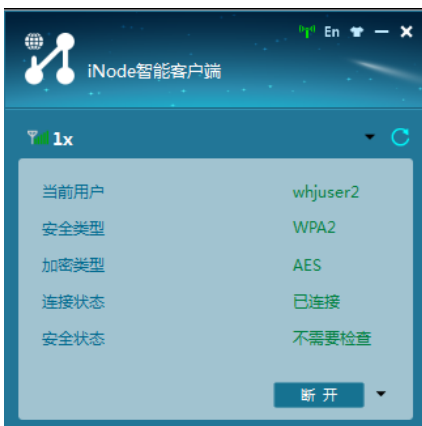 En
iNode智能客户端
1x
当前用户 whjuser2
安全类型 WPA2
加密类型 AES
连接状态 已连接
安全状态 不需要检查
断开